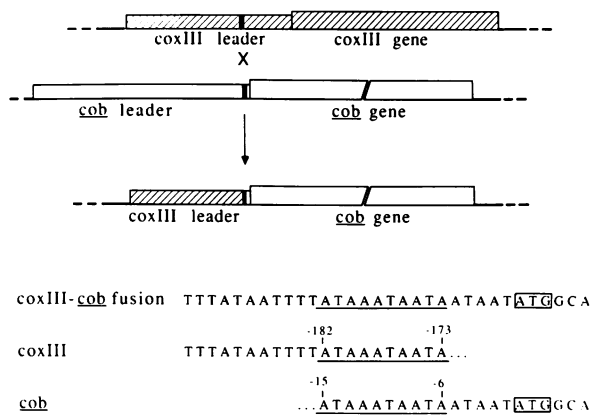 coxIII leader coxIII gene
X
cob leader cob gene
coxIII leader cob gene
coxIII-cob fusion TTTATAATTTTATAAATAATAATAATATGGCA
-182 -173
coxIII TTTATAATTTTATAAATAATA...
-15 -6
cob ...ATAAATAATAATAATATGGCA